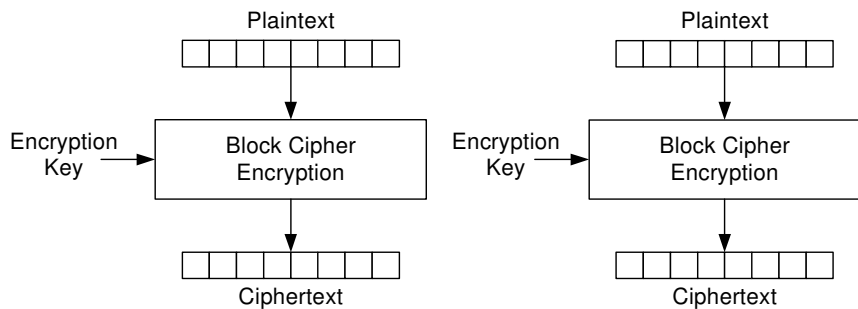 Plaintext
Plaintext
Encryption
Key
Block Cipher
Encryption
Encryption
Key
Block Cipher
Encryption
Ciphertext
Ciphertext